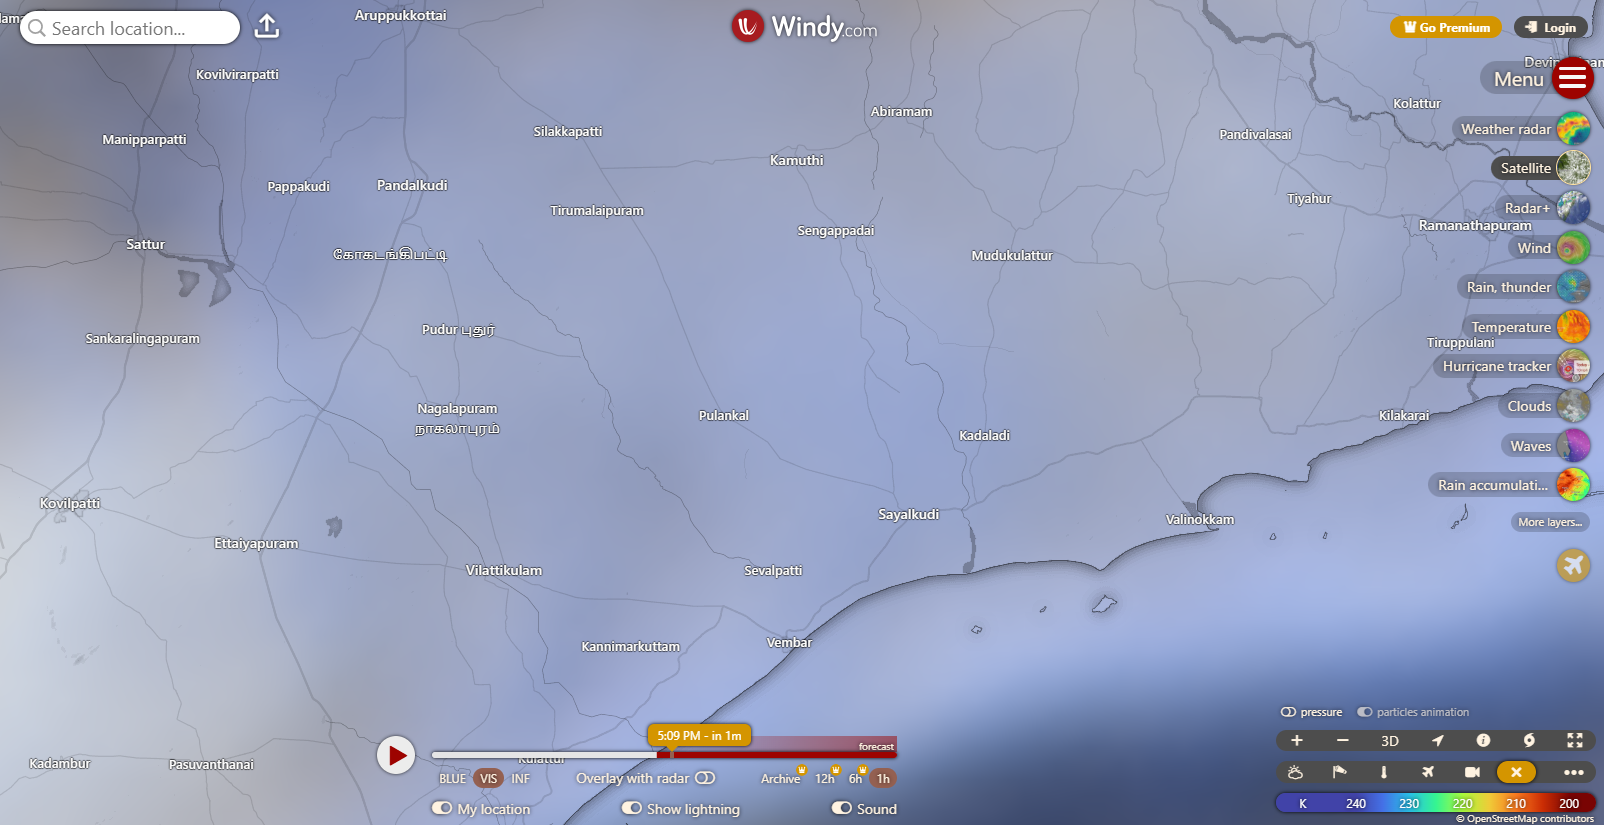 Search location...
Windy.com
Go Premium
Login
Menu
Weather radar
Satellite
Radar+
Wind
Rain, thunder
Temperature
Hurricane tracker
Clouds
Waves
Rain accumulati...
More layers...
Aruppukkottai
Kovilvirarpatti
Manipparpatti
Silakkapatti
Abiramam
Kolattur
Pandivalasai
Kamuthi
Pappakudi
Pandalkudi
Tirumalaipuram
Tiyahur
Sengappadai
Ramanathapuram
Sattur
கோகடங்கிபட்டி
Mudukulattur
Pudur புதுர்
Sankaralingapuram
Tiruppulani
Nagalapuram
நாகலாபுரம்
Pulankal
Kilakarai
Kadaladi
Kovilpatti
Sayalkudi
Valinokkam
Ettaiyapuram
Vilattikulam
Sevalpatti
Kannimarkuttam
Vembar
Kadambur
Pasuvanthanai
Kulattur
5:09 PM - in 1m
forecast
BLUE VIS INF
Overlay with radar
Archive 12h 6h 1h
My location
Show lightning
Sound
pressure
particles animation
3D
K 240 230 220 210 200
© OpenStreetMap contributors